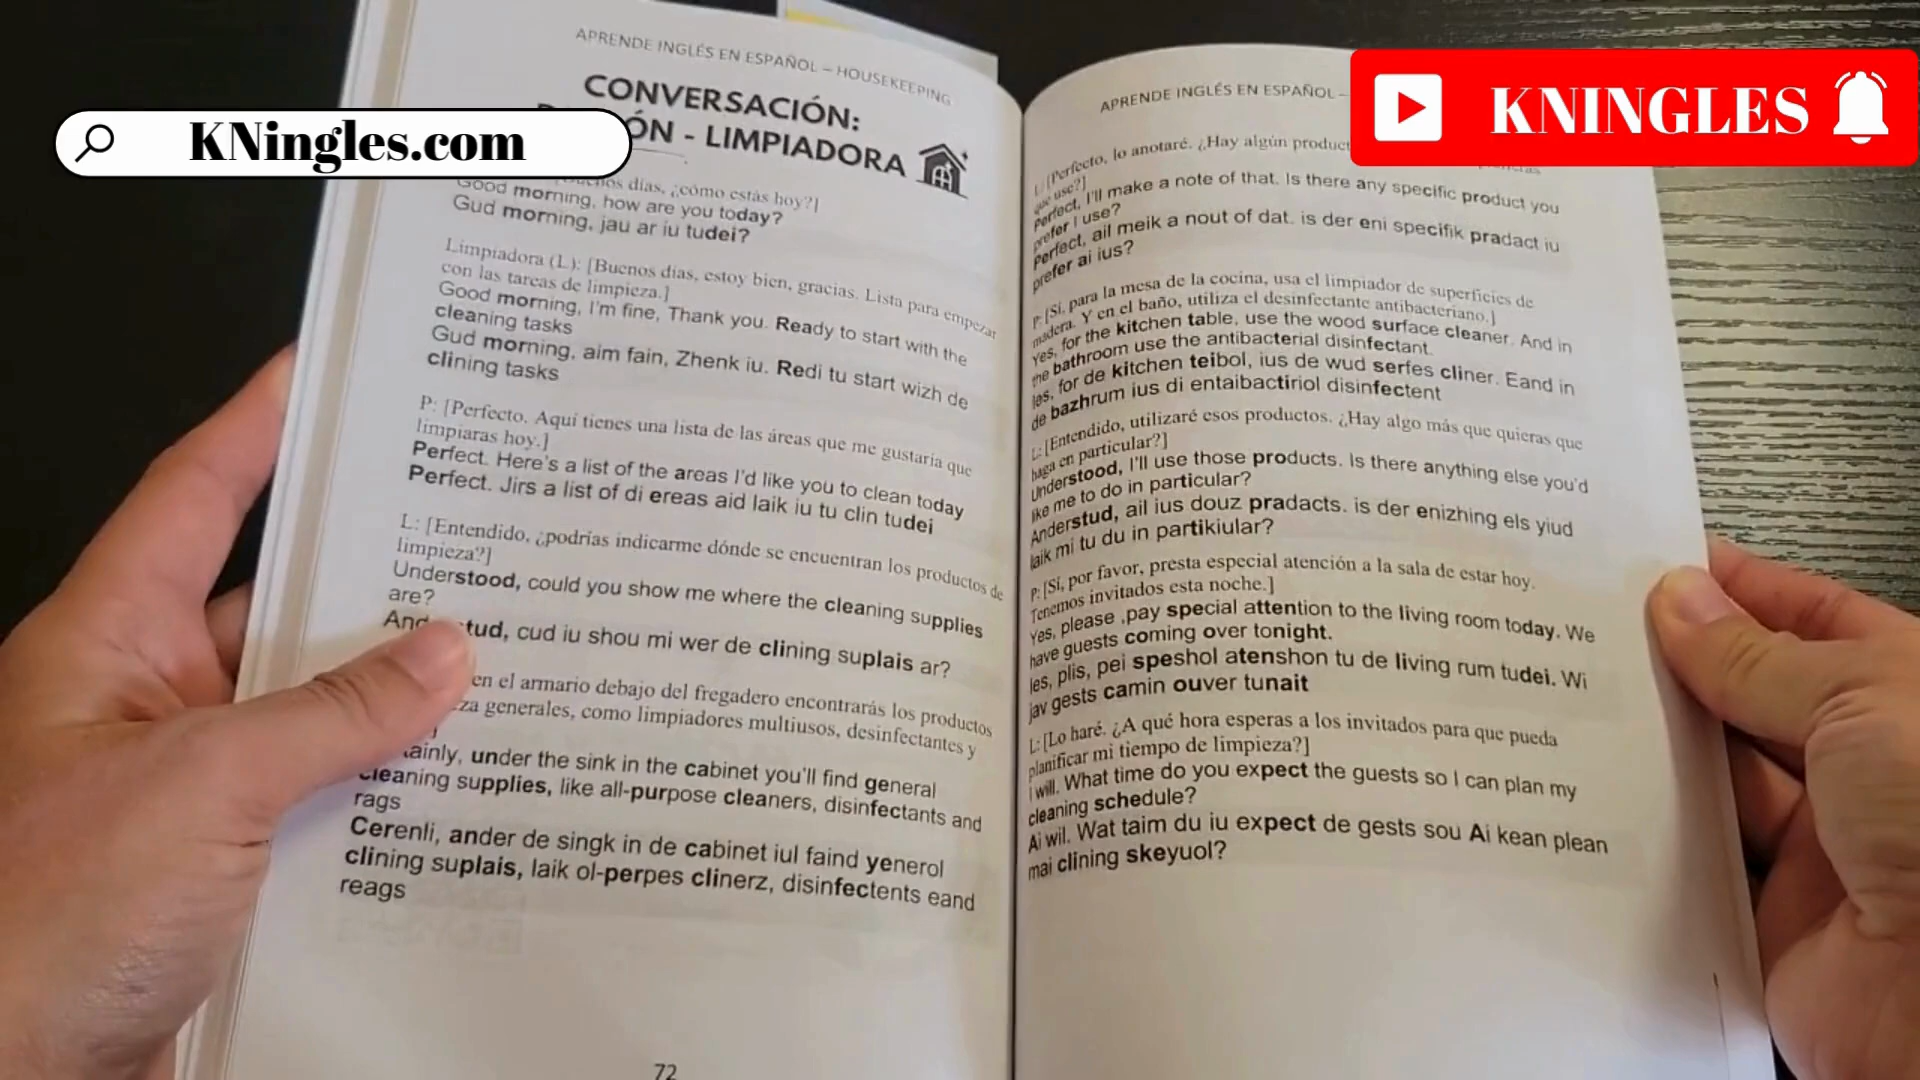 KNingles.com
KNINGLES
APRENDE INGLÉS EN ESPAÑOL – HOUSEKEEPING
CONVERSACIÓN:
ÓN - LIMPIADORA
días, ¿cómo estás hoy?]
Good morning, how are you today?
Gud morning, jau ar iu tudei?
Limpiadora (L): [Buenos días, estoy bien, gracias. Lista para empezar
con las tareas de limpieza.]
Good morning, I'm fine, Thank you. Ready to start with the
cleaning tasks
Gud morning, aim fain, Zhenk iu. Redi tu start wizh de
clining tasks
P: [Perfecto. Aquí tienes una lista de las áreas que me gustaría que
limpiaras hoy.]
Perfect. Here's a list of the areas I'd like you to clean today
Perfect. Jirs a list of di ereas aid laik iu tu clin tudei
L: [Entendido, ¿podrías indicarme dónde se encuentran los productos de
limpieza?]
Understood, could you show me where the cleaning supplies
are?
And tud, cud iu shou mi wer de clining suplais ar?
en el armario debajo del fregadero encontrarás los productos
za generales, como limpiadores multiusos, desinfectantes y
tainly, under the sink in the cabinet you'll find general
cleaning supplies, like all-purpose cleaners, disinfectants and
rags
Cerenli, ander de singk in de cabinet iul faind yenerol
clining suplais, laik ol-perpes clinerz, disinfectents eand
reags
72
APRENDE INGLÉS EN ESPAÑOL –
L: [Perfecto, lo anotaré. ¿Hay algún product
que use?]
Perfect, I'll make a note of that. Is there any specific product you
prefer I use?
Perfect, ail meik a nout of dat. is der eni specifik pradact iu
prefer ai ius?
P: [Sí, para la mesa de la cocina, usa el limpiador de superficies de
madera. Y en el baño, utiliza el desinfectante antibacteriano.]
Yes, for the kitchen table, use the wood surface cleaner. And in
the bathroom use the antibacterial disinfectant.
Ies, for de kitchen teibol, ius de wud serfes cliner. Eand in
de bazhrum ius di entaibactiriol disinfectent
L: [Entendido, utilizaré esos productos. ¿Hay algo más que quieras que
haga en particular?]
Understood, I'll use those products. Is there anything else you'd
like me to do in particular?
Anderstud, ail ius douz pradacts. is der enizhing els yiud
laik mi tu du in partikiular?
P: [Sí, por favor, presta especial atención a la sala de estar hoy.
Tenemos invitados esta noche.]
Yes, please ,pay special attention to the living room today. We
have guests coming over tonight.
Ies, plis, pei speshol atenshon tu de living rum tudei. Wi
jav gests camin ouver tunait
L: [Lo haré. ¿A qué hora esperas a los invitados para que pueda
planificar mi tiempo de limpieza?]
I will. What time do you expect the guests so I can plan my
cleaning schedule?
Ai wil. Wat taim du iu expect de gests sou Ai kean plean
mai clining skeyuol?